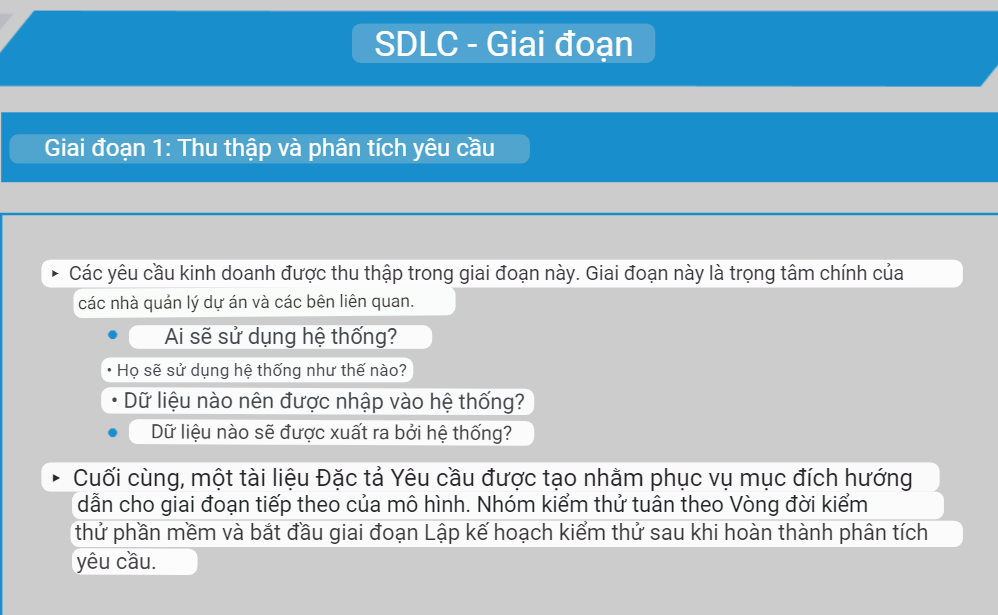 SDLC - Giai đoạn
Giai đoạn 1: Thu thập và phân tích yêu cầu
▸ Các yêu cầu kinh doanh được thu thập trong giai đoạn này. Giai đoạn này là trọng tâm chính của
các nhà quản lý dự án và các bên liên quan.
• Ai sẽ sử dụng hệ thống?
• Họ sẽ sử dụng hệ thống như thế nào?
• Dữ liệu nào nên được nhập vào hệ thống?
• Dữ liệu nào sẽ được xuất ra bởi hệ thống?
▸ Cuối cùng, một tài liệu Đặc tả Yêu cầu được tạo nhằm phục vụ mục đích hướng
dẫn cho giai đoạn tiếp theo của mô hình. Nhóm kiểm thử tuân theo Vòng đời kiểm
thử phần mềm và bắt đầu giai đoạn Lập kế hoạch kiểm thử sau khi hoàn thành phân tích
yêu cầu.